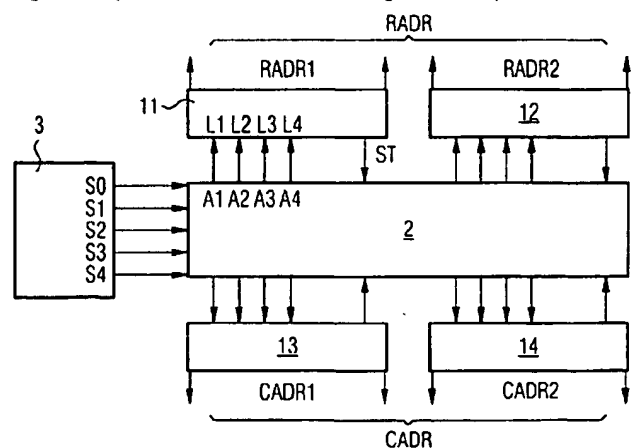 RADR
RADR1 RADR2
11 12
L1 L2 L3 L4
3
ST
S0
S1
S2
S3
S4
A1 A2 A3 A4
2
13 14
CADR1 CADR2
CADR